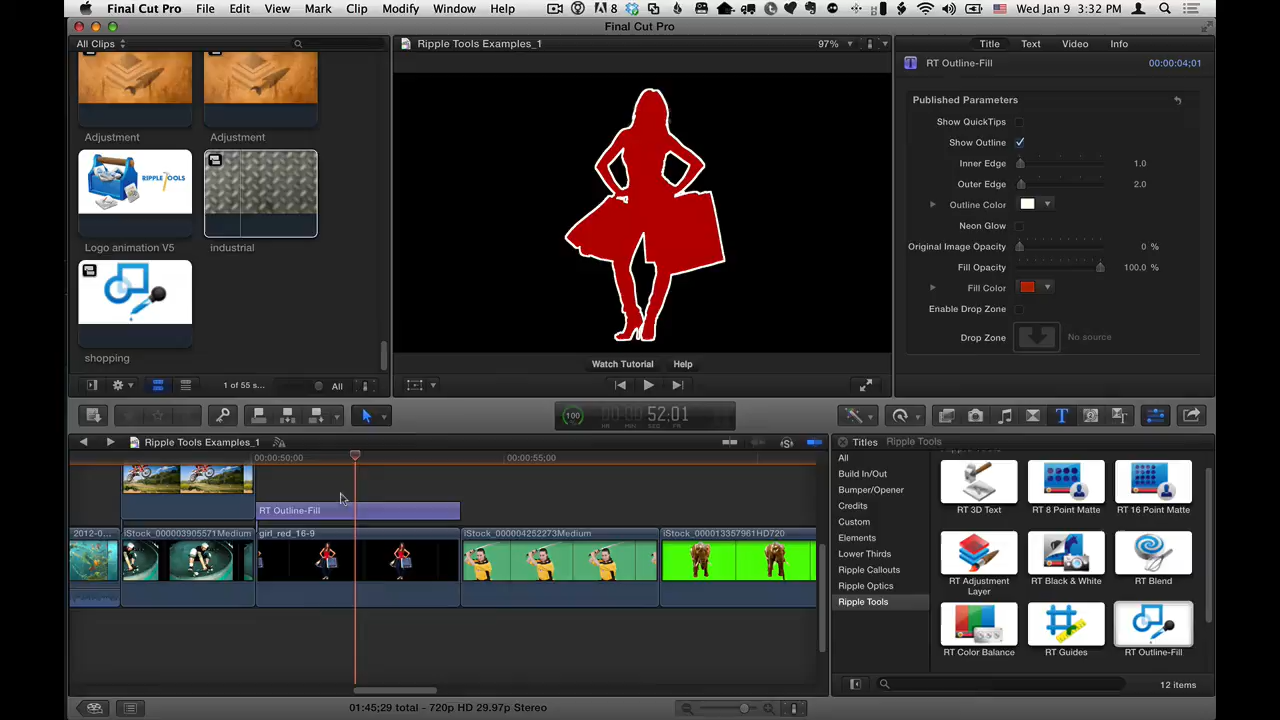 Final Cut Pro File Edit View Mark Clip Modify Window Help
8
Wed Jan 9 3:32 PM
Final Cut Pro
All Clips
Ripple Tools Examples_1
97%
Title Text Video Info
RT Outline-Fill
00:00:04;01
Adjustment
Adjustment
RIPPLE TOOLS
Logo animation V5
industrial
shopping
Published Parameters
Show QuickTips
Show Outline
Inner Edge 1.0
Outer Edge 2.0
Outline Color
Neon Glow
Original Image Opacity 0 %
Fill Opacity 100.0 %
Fill Color
Enable Drop Zone
Drop Zone No source
Watch Tutorial Help
1 of 55 s... All
100
HR MIN SEC FR
52:01
Ripple Tools Examples_1
Titles Ripple Tools
00:00:50;00
00:00:55;00
RT Outline-Fill
2012-0...
iStock_000003905571Medium
girl_red_16-9
iStock_000004252273Medium
iStock_000013357961HD720
All
Build In/Out
Bumper/Opener
Credits
Custom
Elements
Lower Thirds
Ripple Callouts
Ripple Optics
Ripple Tools
RT 3D Text
RT 8 Point Matte
RT 16 Point Matte
RT Adjustment Layer
RT Black & White
RT Blend
RT Color Balance
RT Guides
RT Outline-Fill
12 items
01:45;29 total - 720p HD 29.97p Stereo